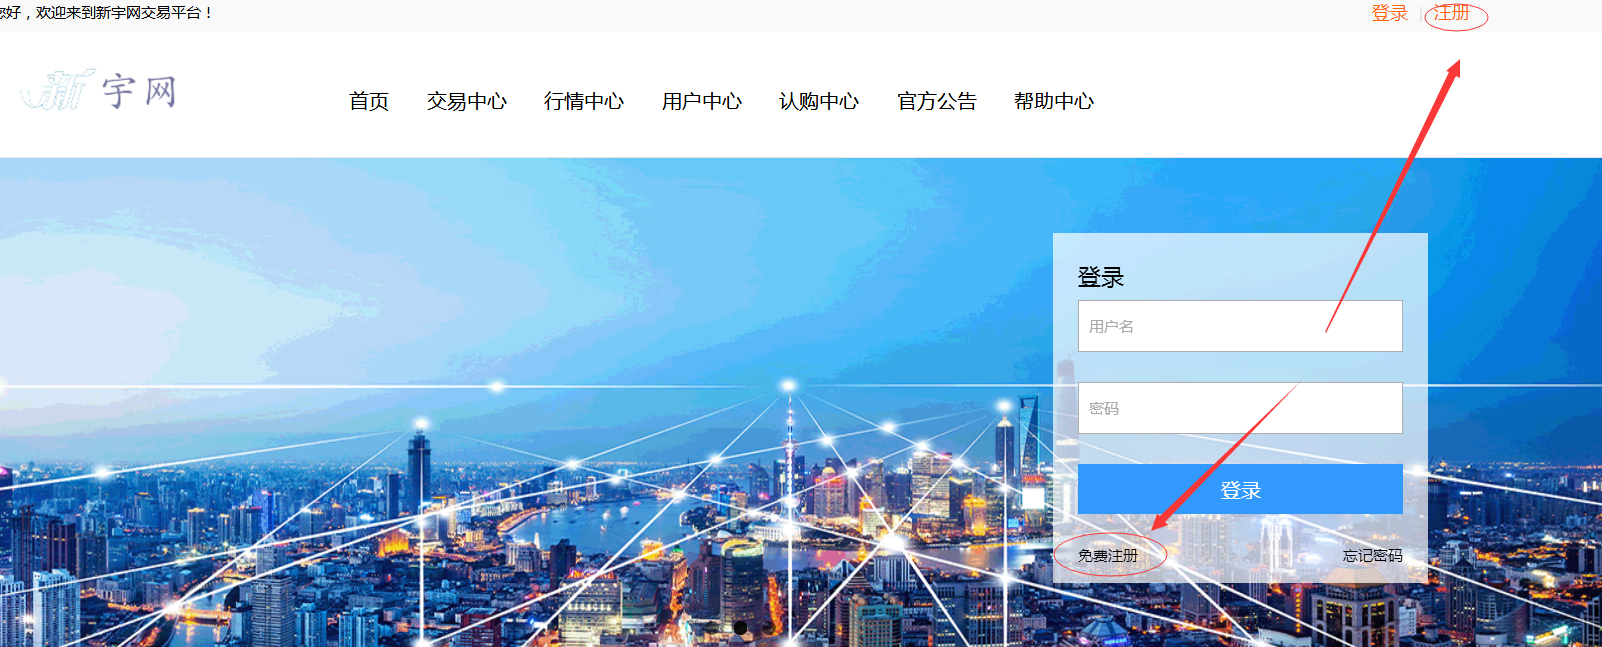 您好，欢迎来到新宇网交易平台！
登录 | 注册
新宇网
首页 交易中心 行情中心 用户中心 认购中心 官方公告 帮助中心
登录
用户名
密码
登录
免费注册 忘记密码